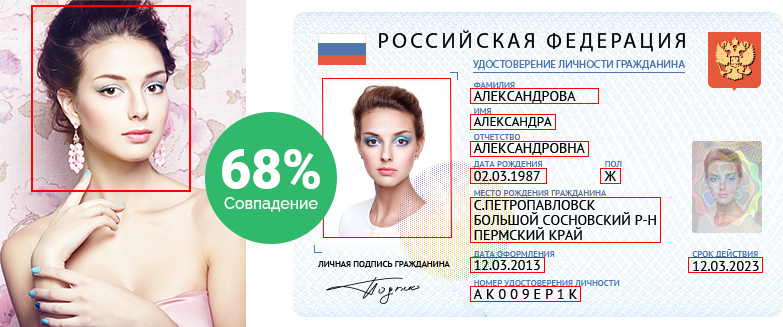 68%
Совпадение
РОССИЙСКАЯ ФЕДЕРАЦИЯ
УДОСТОВЕРЕНИЕ ЛИЧНОСТИ ГРАЖДАНИНА
ФАМИЛИЯ
АЛЕКСАНДРОВА
ИМЯ
АЛЕКСАНДРА
ОТЧЕТСТВО
АЛЕКСАНДРОВНА
ДАТА РОЖДЕНИЯ ПОЛ
02.03.1987 Ж
МЕСТО РОЖДЕНИЯ ГРАЖДАНИНА
С.ПЕТРОПАВЛОВСК
БОЛЬШОЙ СОСНОВСКИЙ Р-Н
ПЕРМСКИЙ КРАЙ
ДАТА ОФОРМЛЕНИЯ СРОК ДЕЙСТВИЯ
12.03.2013 12.03.2023
ЛИЧНАЯ ПОДПИСЬ ГРАЖДАНИНА
НОМЕР УДОСТОВЕРЕНИЯ ЛИЧНОСТИ
АК009ЕР1К